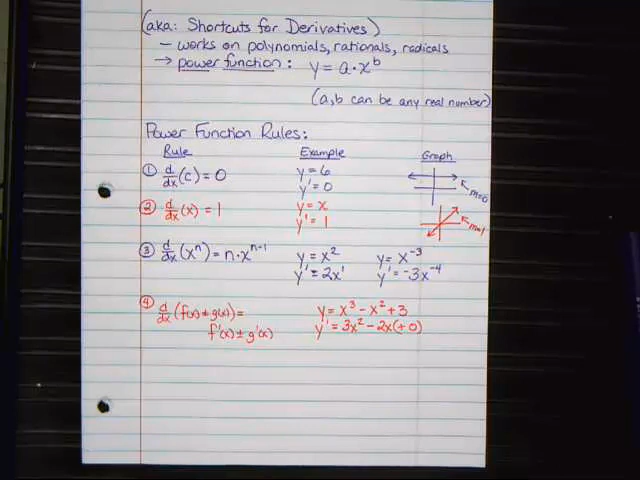 (aka: Shortcuts for Derivatives)
– works on polynomials, rationals, radicals
→ power function: y = a·x^b
(a,b can be any real number)
Power Function Rules:
Rule Example Graph
① d/dx (c) = 0 y = 6
y' = 0
m=0
② d/dx (x) = 1 y = x
y' = 1
m=1
③ d/dx (x^n) = n·x^(n-1) y = x^2 y = x^-3
y' = 2x^1 y' = -3x^-4
④ d/dx (f(x) ± g(x)) = y = x^3 - x^2 + 3
f'(x) ± g'(x) y' = 3x^2 - 2x(+0)